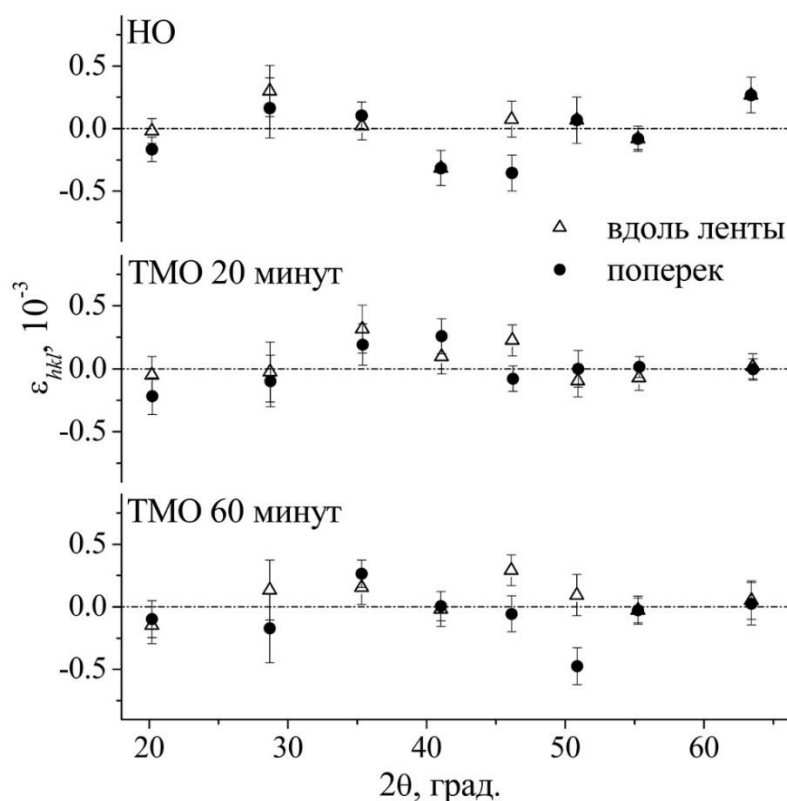 НО
0.5
0.0
-0.5
△ вдоль ленты
● поперек
ТМО 20 минут
0.5
0.0
-0.5
ε_hkl, 10⁻³
ТМО 60 минут
0.5
0.0
-0.5
20 30 40 50 60
2θ, град.